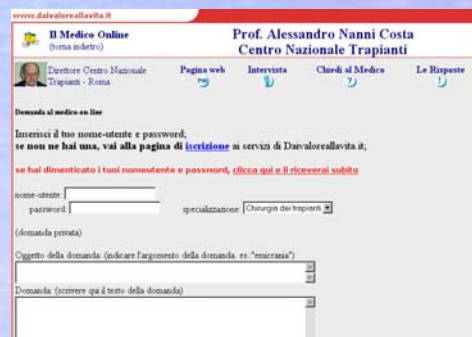 www.daivaloreallavita.it
Il Medico Online
(torna indietro)
Prof. Alessandro Nanni Costa
Centro Nazionale Trapianti
Direttore Centro Nazionale
Trapianti - Roma
Pagina web
Intervista
Chiedi al Medico
Le Risposte
Domanda al medico on-line
Inserisci il tuo nome-utente e password;
se non ne hai una, vai alla pagina di iscrizione ai servizi di Daivaloreallavita.it;
se hai dimenticato i tuoi nomeutente e password, clicca qui e li riceverai subito
nome-utente:
password: specializzazione: Chirurgia dei trapianti
(domanda privata)
Oggetto della domanda: (indicare l'argomento della domanda. es. "emicrania")
Domanda: (scrivere qui il testo della domanda)